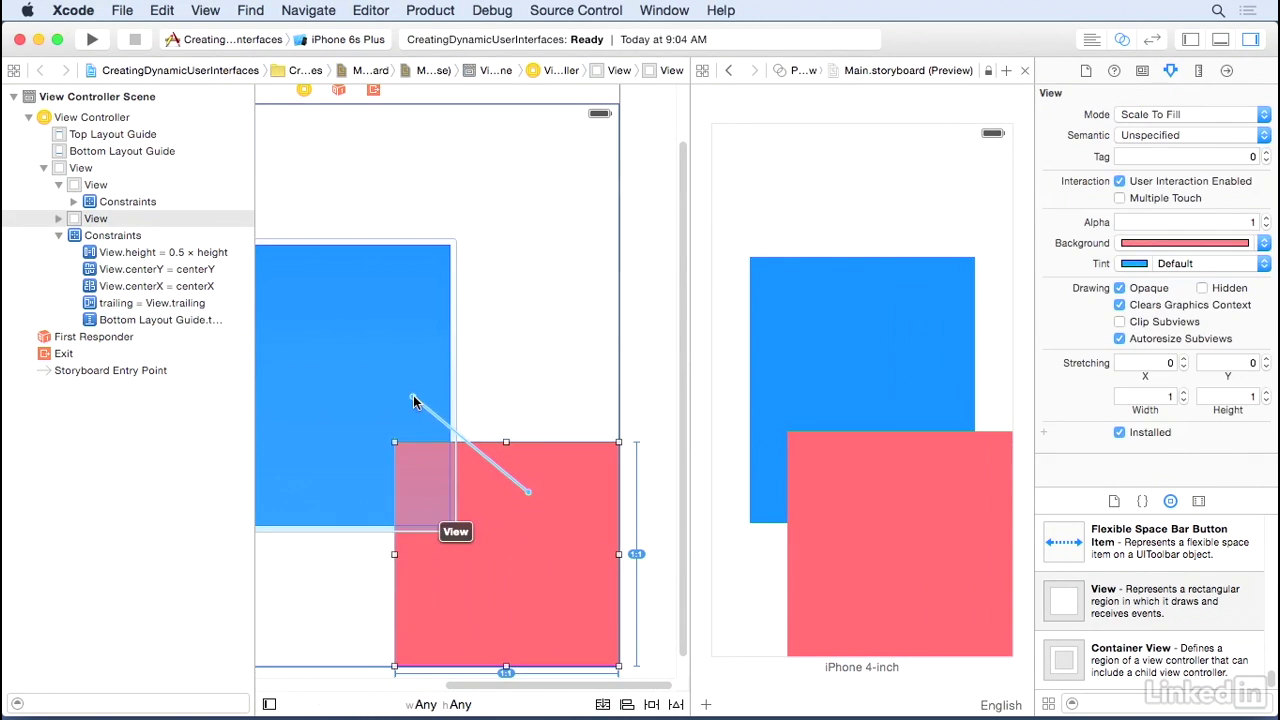 Xcode File Edit View Find Navigate Editor Product Debug Source Control Window Help
Creating...nterfaces iPhone 6s Plus CreatingDynamicUserInterfaces: Ready Today at 9:04 AM
CreatingDynamicUserInterfaces Cr...es M...ard M...se) Vi...ne Vi...ller View View P...w Main.storyboard (Preview)
View Controller Scene
View Controller
Top Layout Guide
Bottom Layout Guide
View
View
Constraints
View
Constraints
View.height = 0.5 × height
View.centerY = centerY
View.centerX = centerX
trailing = View.trailing
Bottom Layout Guide.t...
First Responder
Exit
Storyboard Entry Point
View
1:1
1:1
wAny hAny
iPhone 4-inch
English
View
Mode Scale To Fill
Semantic Unspecified
Tag 0
Interaction User Interaction Enabled
Multiple Touch
Alpha 1
Background
Tint Default
Drawing Opaque Hidden
Clears Graphics Context
Clip Subviews
Autoresize Subviews
Stretching 0 0
X Y
1 1
Width Height
Installed
Flexible Space Bar Button
Item - Represents a flexible
space item on a UIToolbar object.
View - Represents a rectangular
region in which it draws and
receives events.
Container View - Defines a
region of a view controller that can
include a child view controller.
LinkedIn